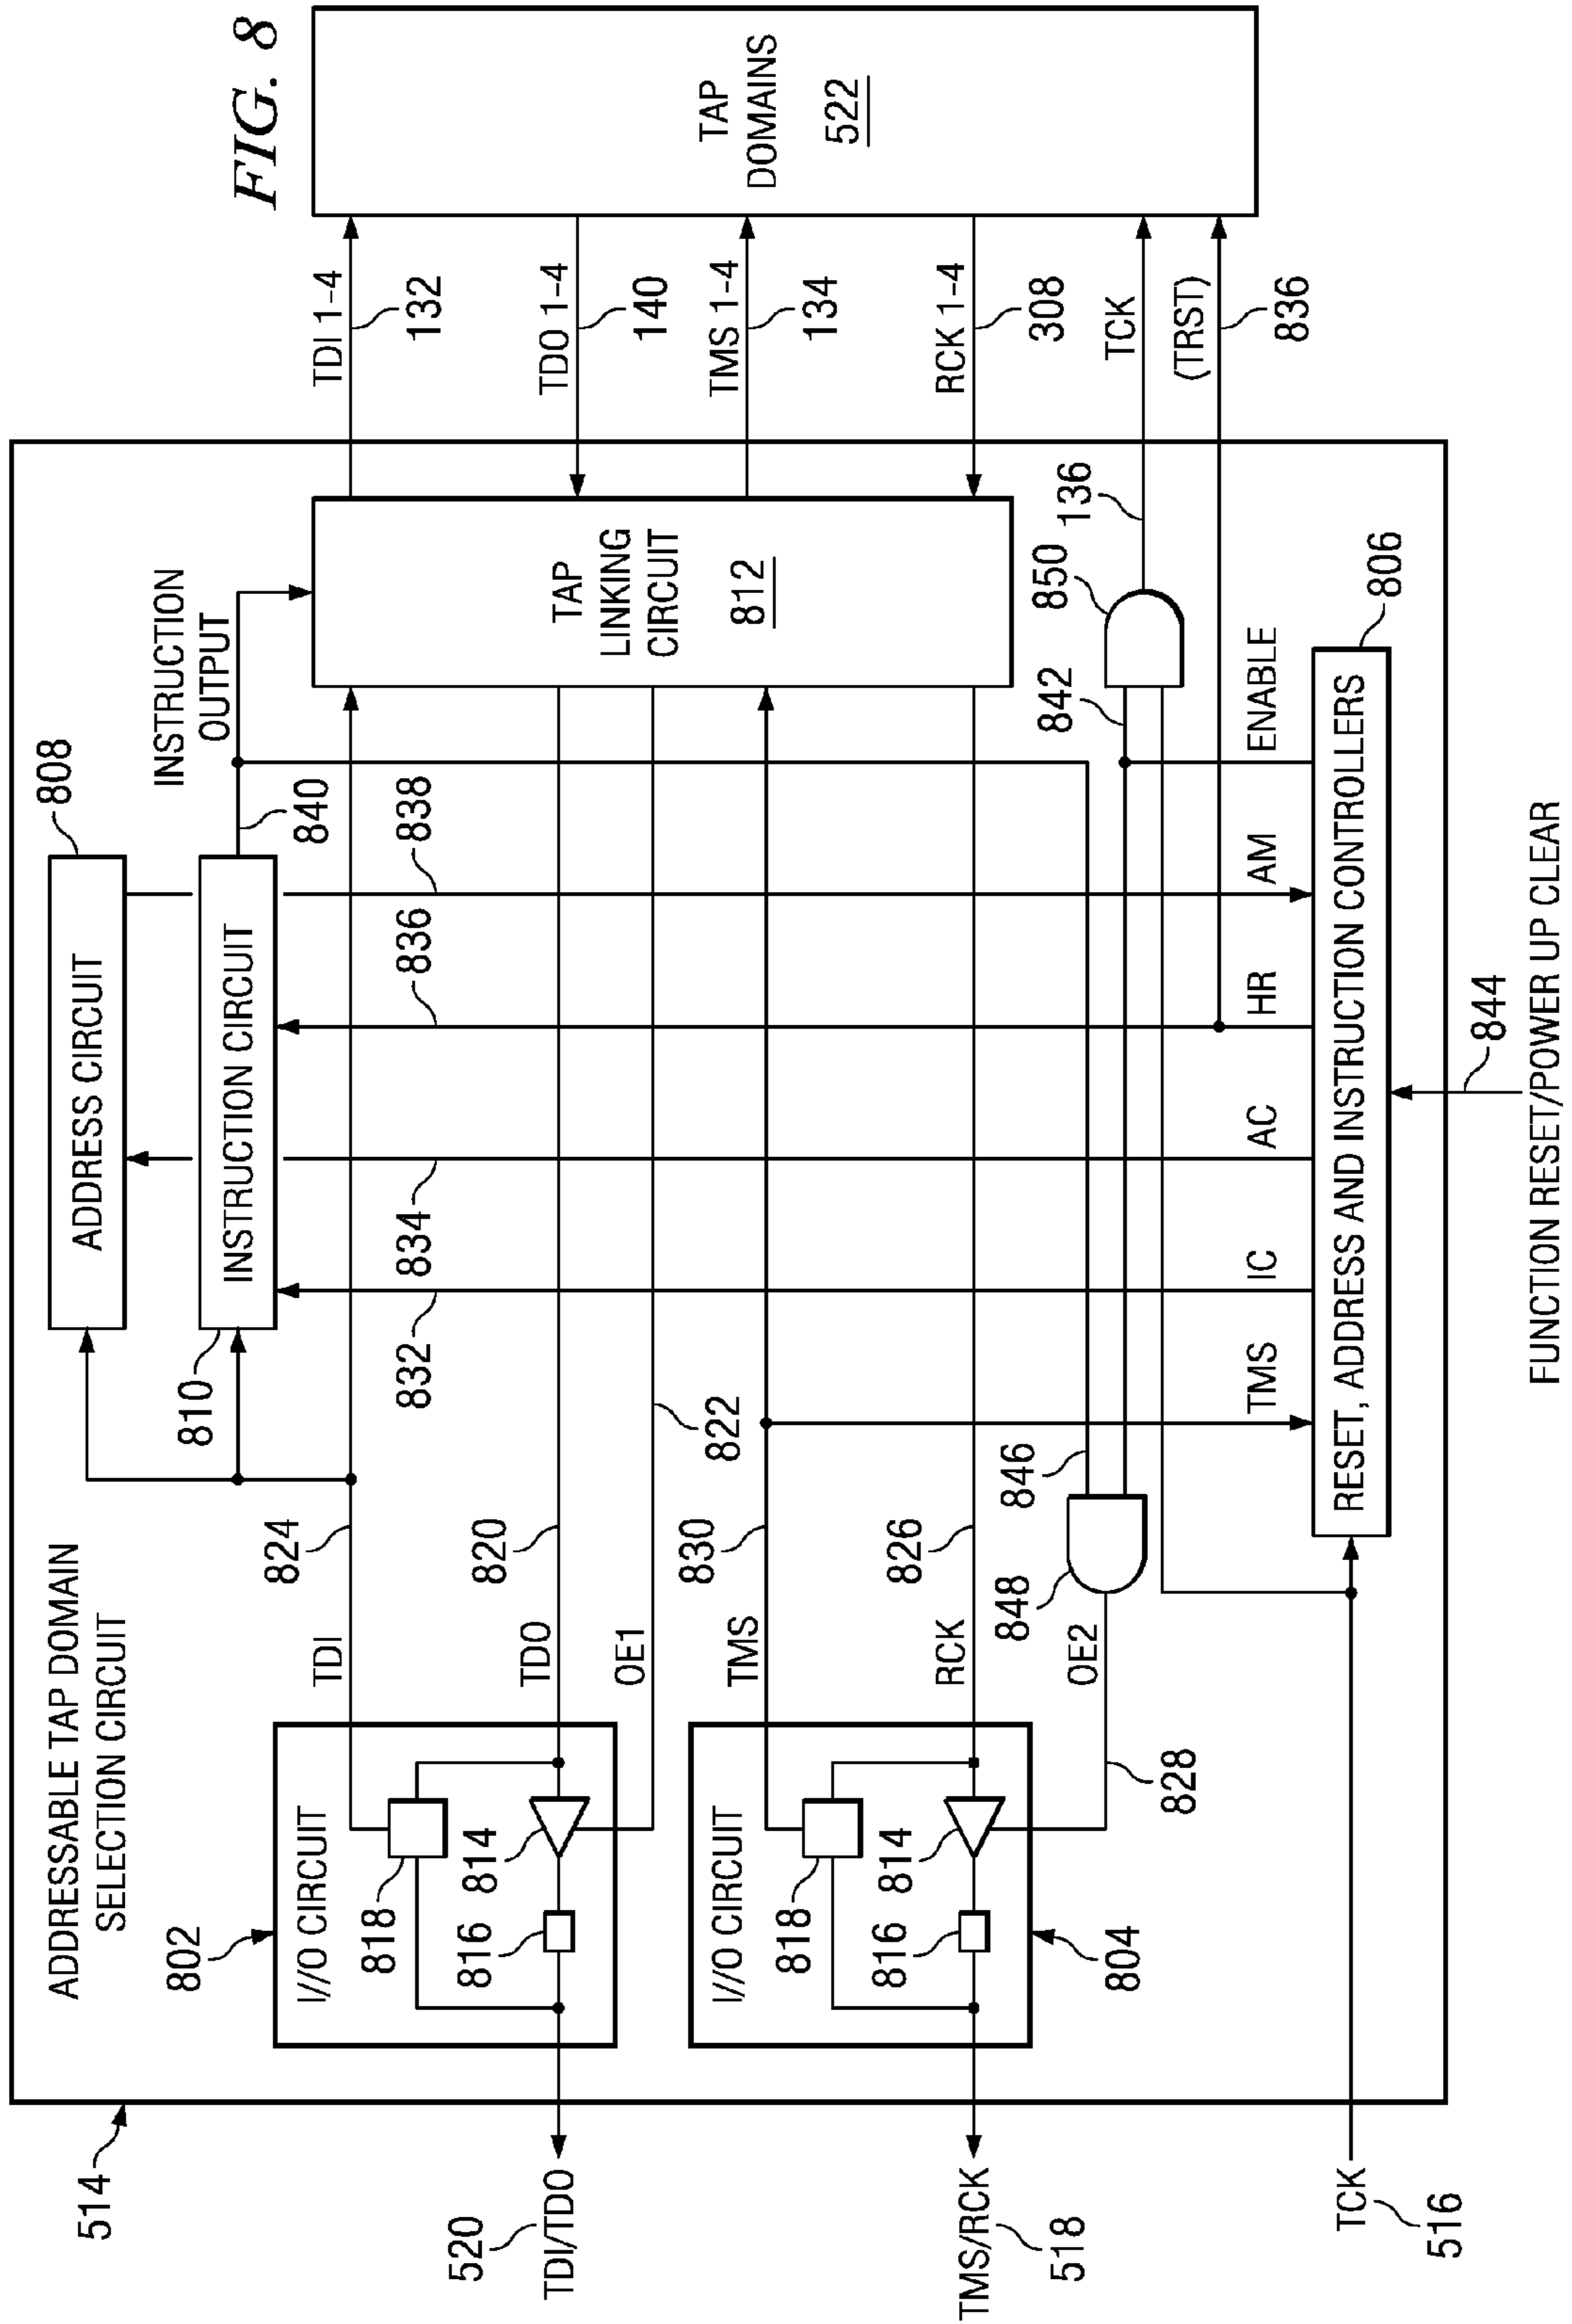 FIG. 8
ADDRESSABLE TAP DOMAIN
SELECTION CIRCUIT
514
808
ADDRESS CIRCUIT
INSTRUCTION
OUTPUT
810
INSTRUCTION CIRCUIT
840
802
I//O CIRCUIT
818
814
816
TDI
824
TDO
820
OE1
822
832
834
836
838
TAP
LINKING
CIRCUIT
812
TDI 1-4
132
TDO 1-4
140
TMS 1-4
134
RCK 1-4
308
TAP
DOMAINS
522
520
TDI/TDO
I//O CIRCUIT
818
814
816
804
TMS
830
RCK
826
OE2
828
848
846
842
850
136
TCK
(TRST)
836
TMS/RCK
518
TMS
IC
AC
HR
AM
ENABLE
806
RESET, ADDRESS AND INSTRUCTION CONTROLLERS
TCK
516
844
FUNCTION RESET/POWER UP CLEAR